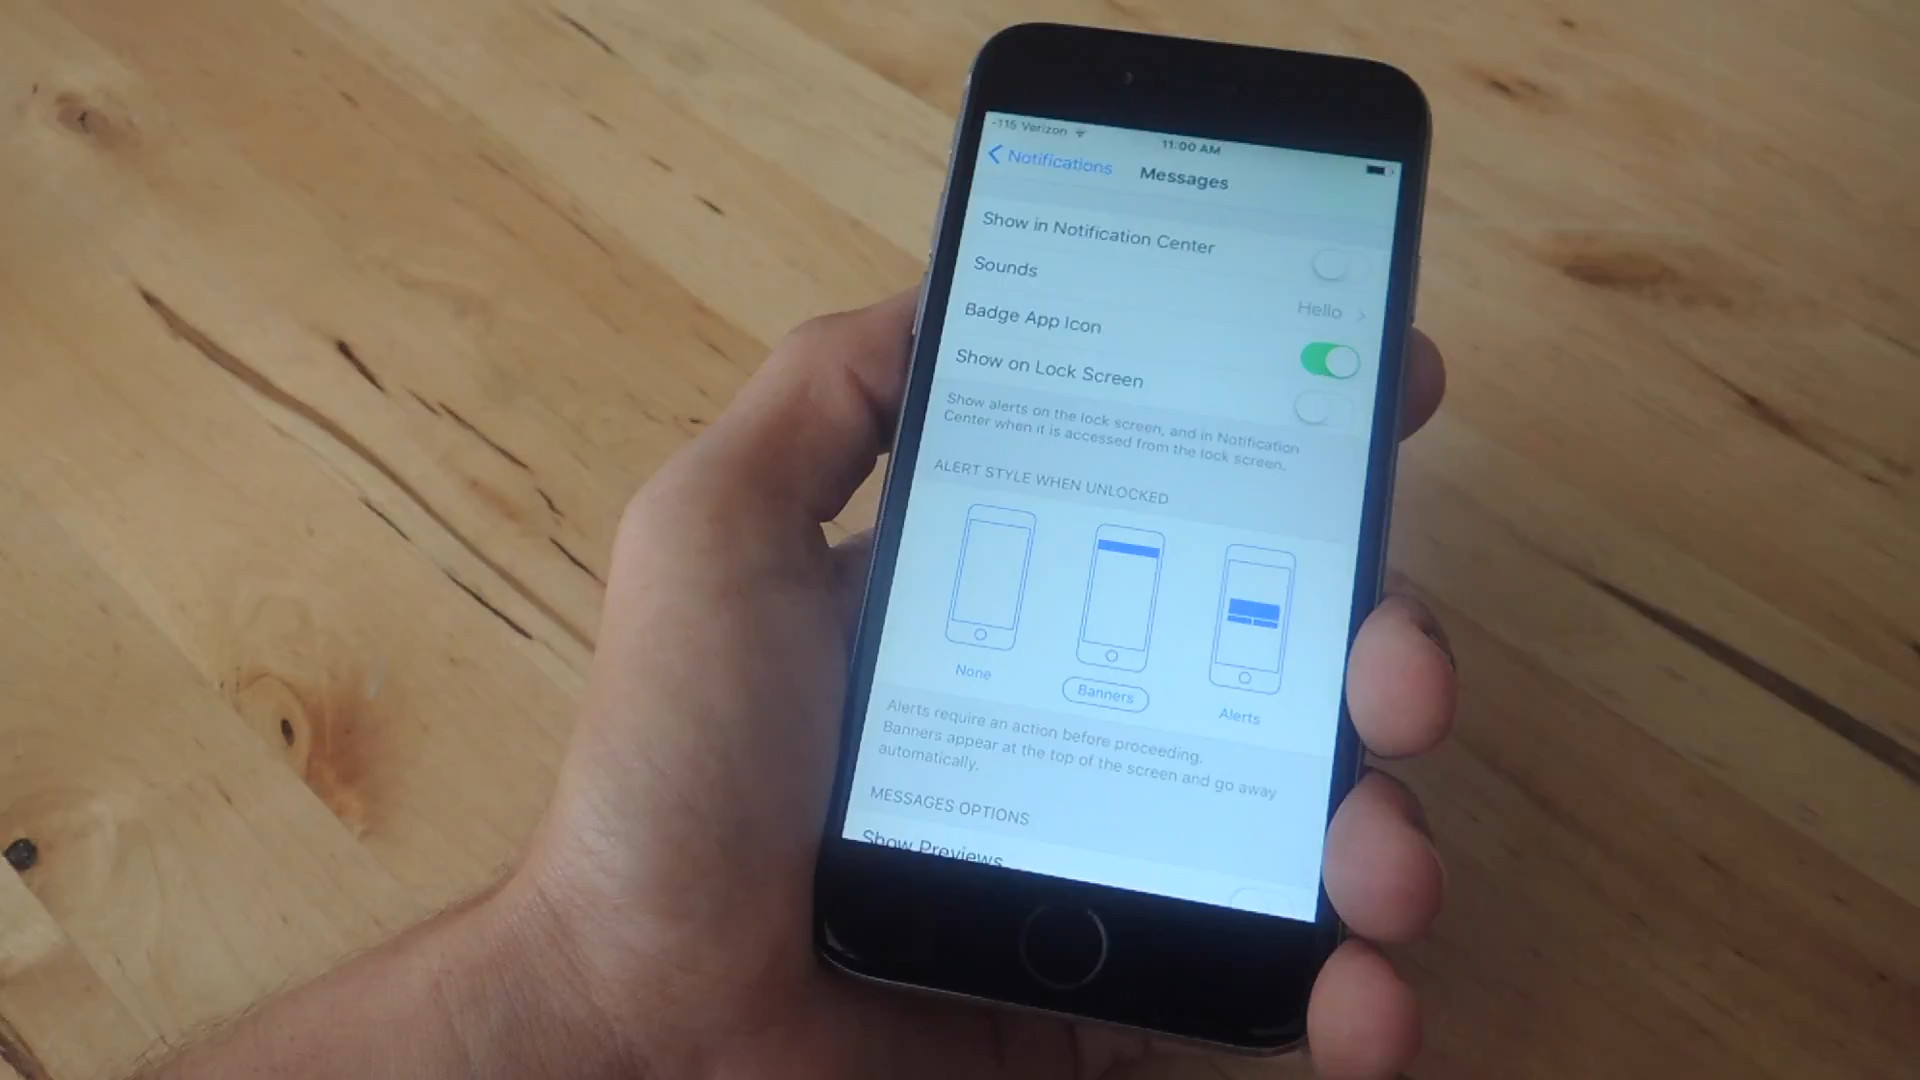 -115 Verizon
11:00 AM
Notifications
Messages
Show in Notification Center
Sounds
Hello
Badge App Icon
Show on Lock Screen
Show alerts on the lock screen, and in Notification
Center when it is accessed from the lock screen.
ALERT STYLE WHEN UNLOCKED
None
Banners
Alerts
Alerts require an action before proceeding.
Banners appear at the top of the screen and go away
automatically.
MESSAGES OPTIONS
Show Previews